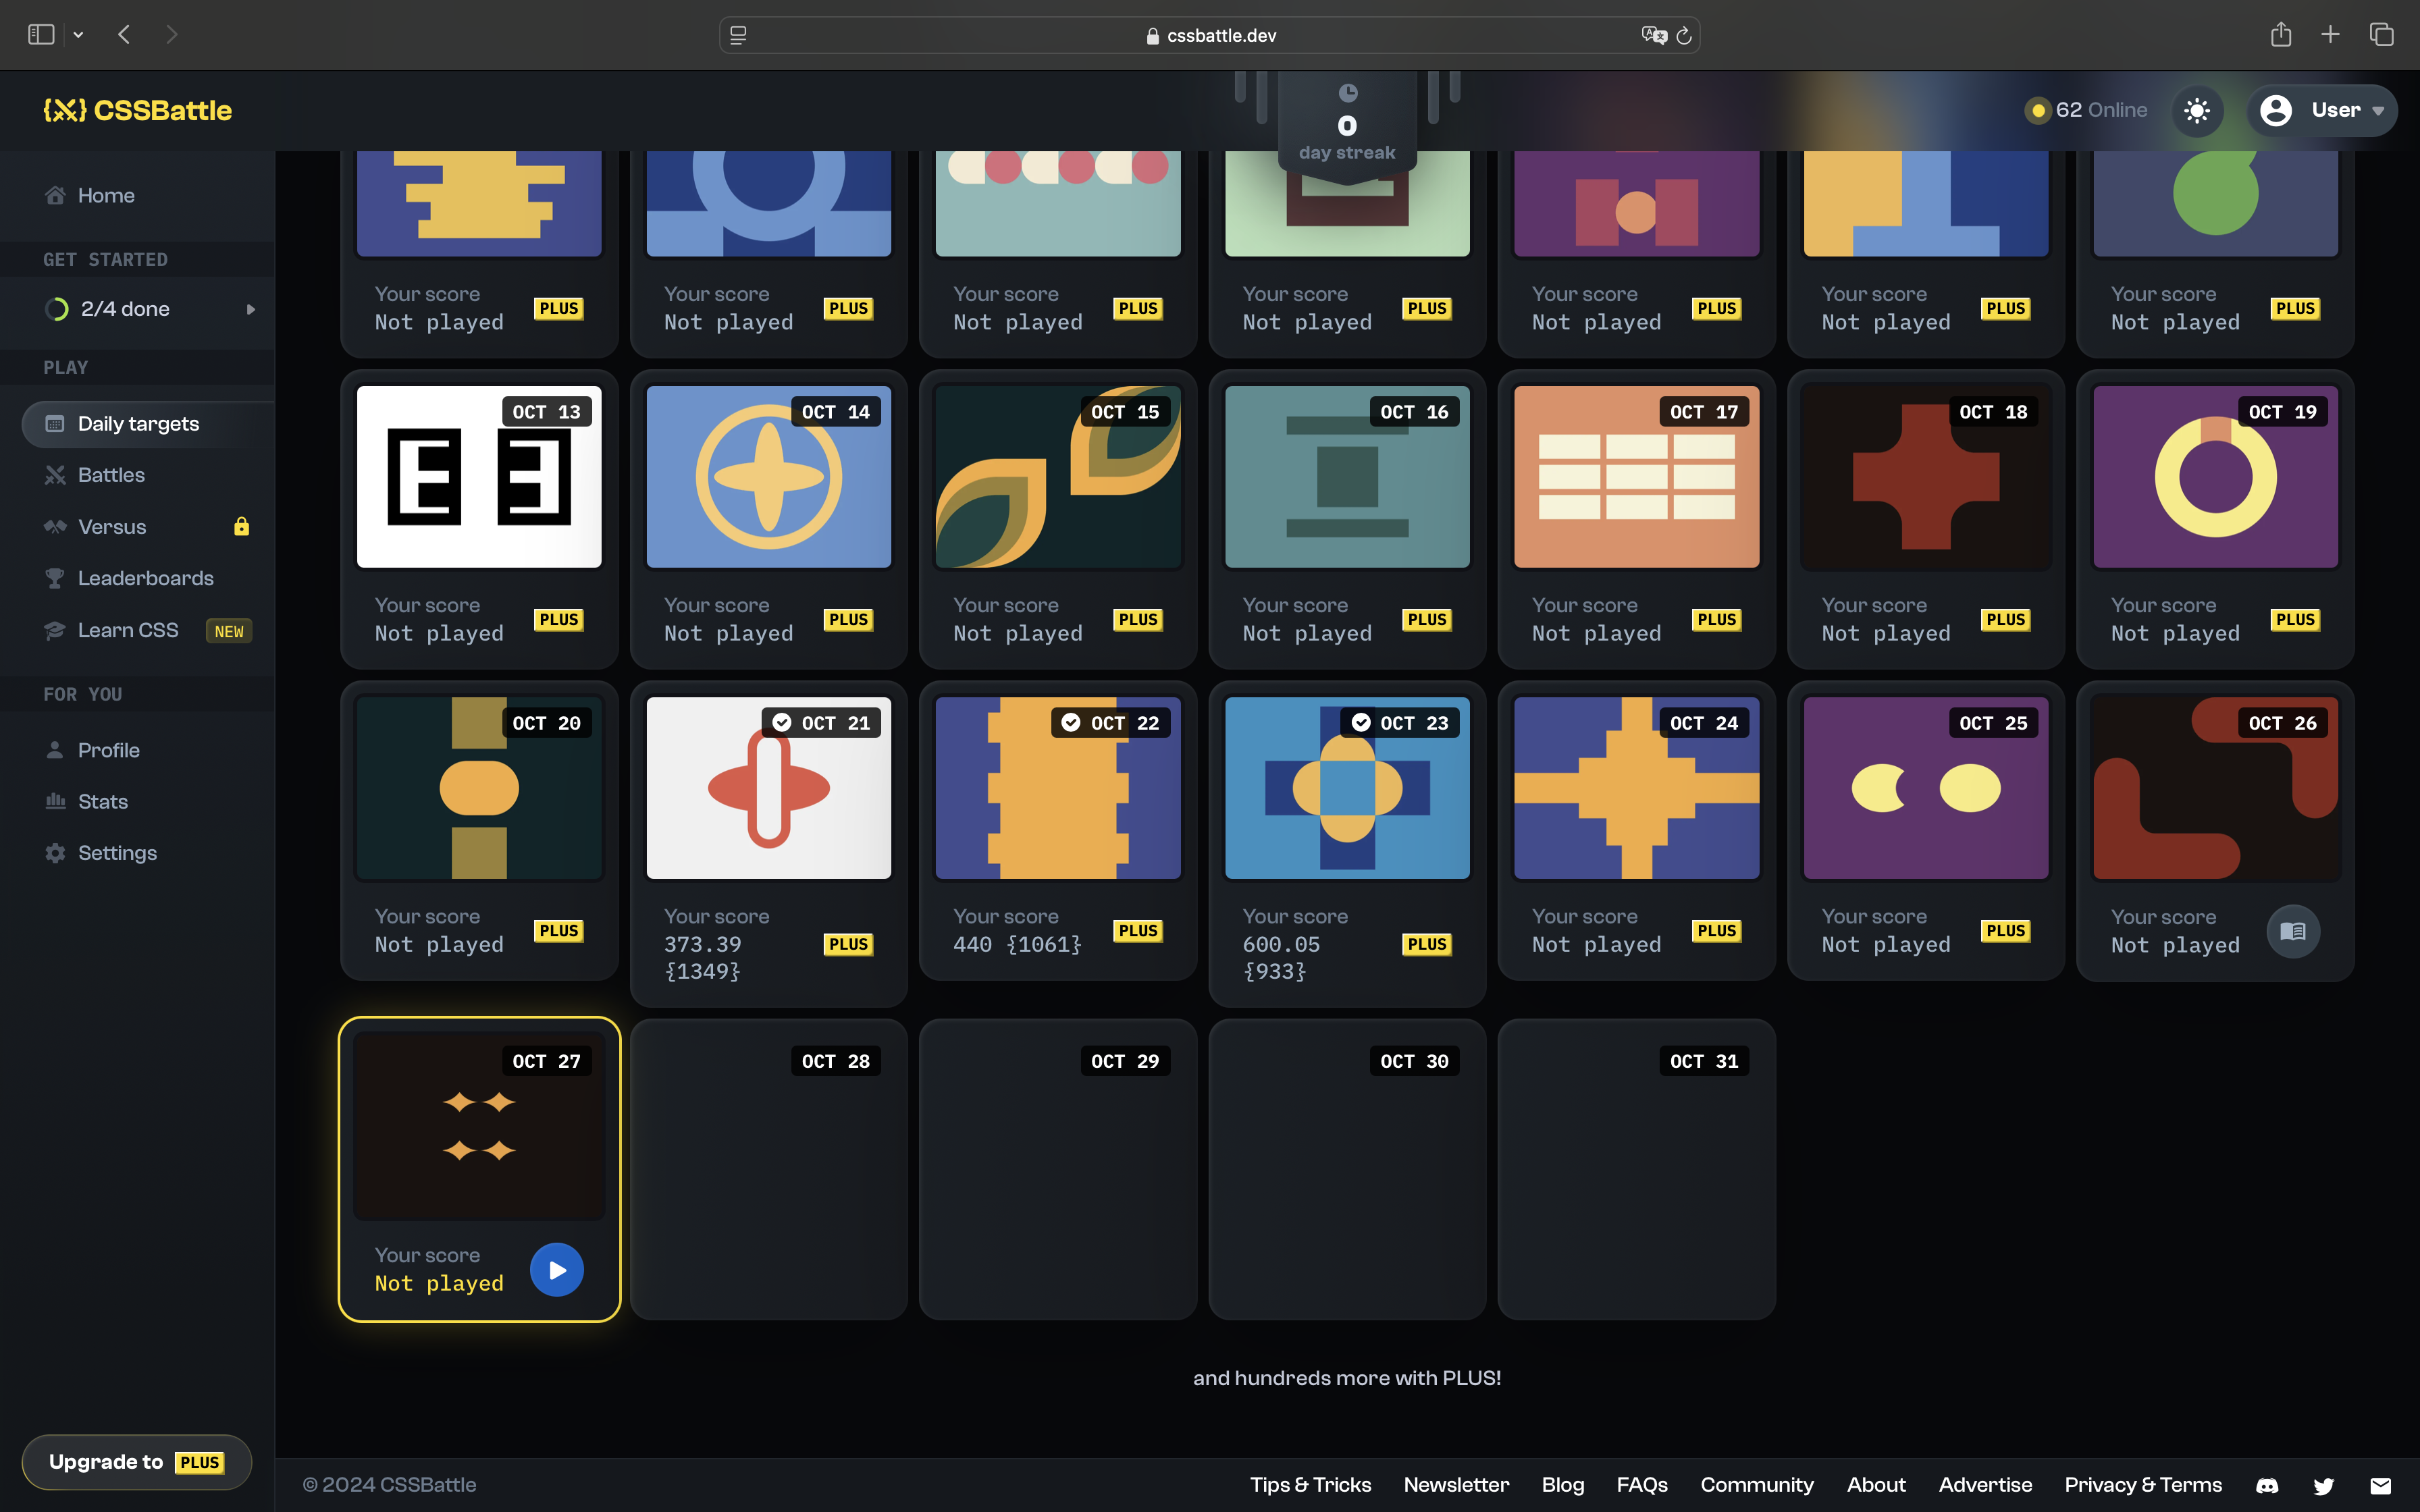 cssbattle.dev
{X} CSSBattle
0
day streak
62 Online
User
Home
GET STARTED
2/4 done
PLAY
Daily targets
Battles
Versus
Leaderboards
Learn CSS NEW
FOR YOU
Profile
Stats
Settings
Upgrade to PLUS
Your score
Not played
PLUS
Your score
Not played
PLUS
Your score
Not played
PLUS
Your score
Not played
PLUS
Your score
Not played
PLUS
Your score
Not played
PLUS
Your score
Not played
PLUS
OCT 13
Your score
Not played
PLUS
OCT 14
Your score
Not played
PLUS
OCT 15
Your score
Not played
PLUS
OCT 16
Your score
Not played
PLUS
OCT 17
Your score
Not played
PLUS
OCT 18
Your score
Not played
PLUS
OCT 19
Your score
Not played
PLUS
OCT 20
Your score
Not played
PLUS
OCT 21
Your score
373.39
{1349}
PLUS
OCT 22
Your score
440 {1061}
PLUS
OCT 23
Your score
600.05
{933}
PLUS
OCT 24
Your score
Not played
PLUS
OCT 25
Your score
Not played
PLUS
OCT 26
Your score
Not played
OCT 27
Your score
Not played
OCT 28
OCT 29
OCT 30
OCT 31
and hundreds more with PLUS!
© 2024 CSSBattle
Tips & Tricks
Newsletter
Blog
FAQs
Community
About
Advertise
Privacy & Terms